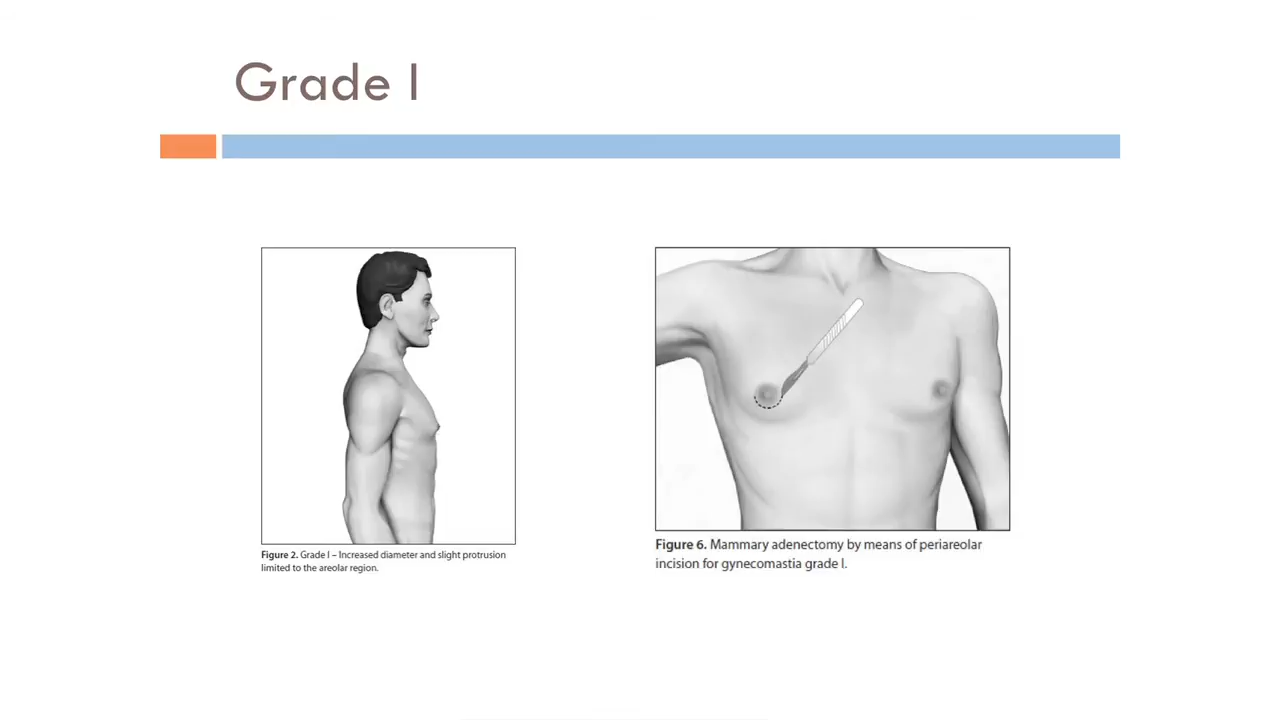 Grade I
Figure 2. Grade I – Increased diameter and slight protrusion
limited to the areolar region.
Figure 6. Mammary adenectomy by means of periareolar
incision for gynecomastia grade I.